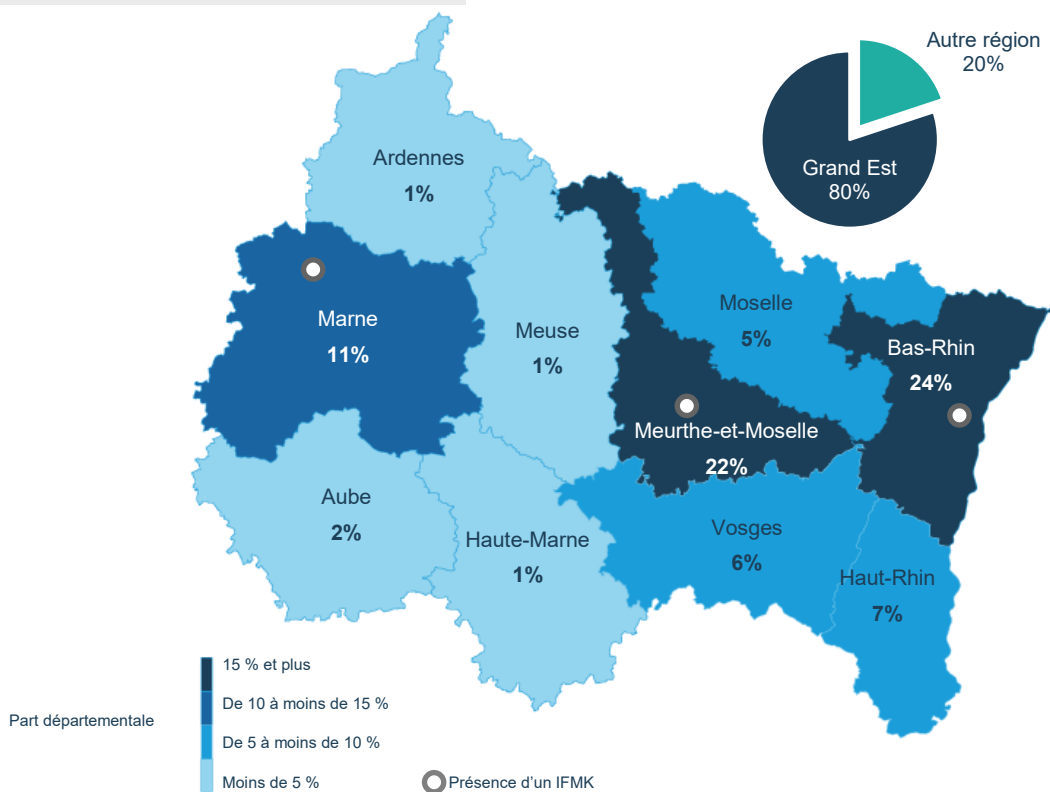 Autre région
20%
Grand Est
80%
Ardennes
1%
Marne
11%
Meuse
1%
Moselle
5%
Bas-Rhin
24%
Meurthe-et-Moselle
22%
Aube
2%
Haute-Marne
1%
Vosges
6%
Haut-Rhin
7%
Part départementale
15 % et plus
De 10 à moins de 15 %
De 5 à moins de 10 %
Moins de 5 %
Présence d'un IFMK